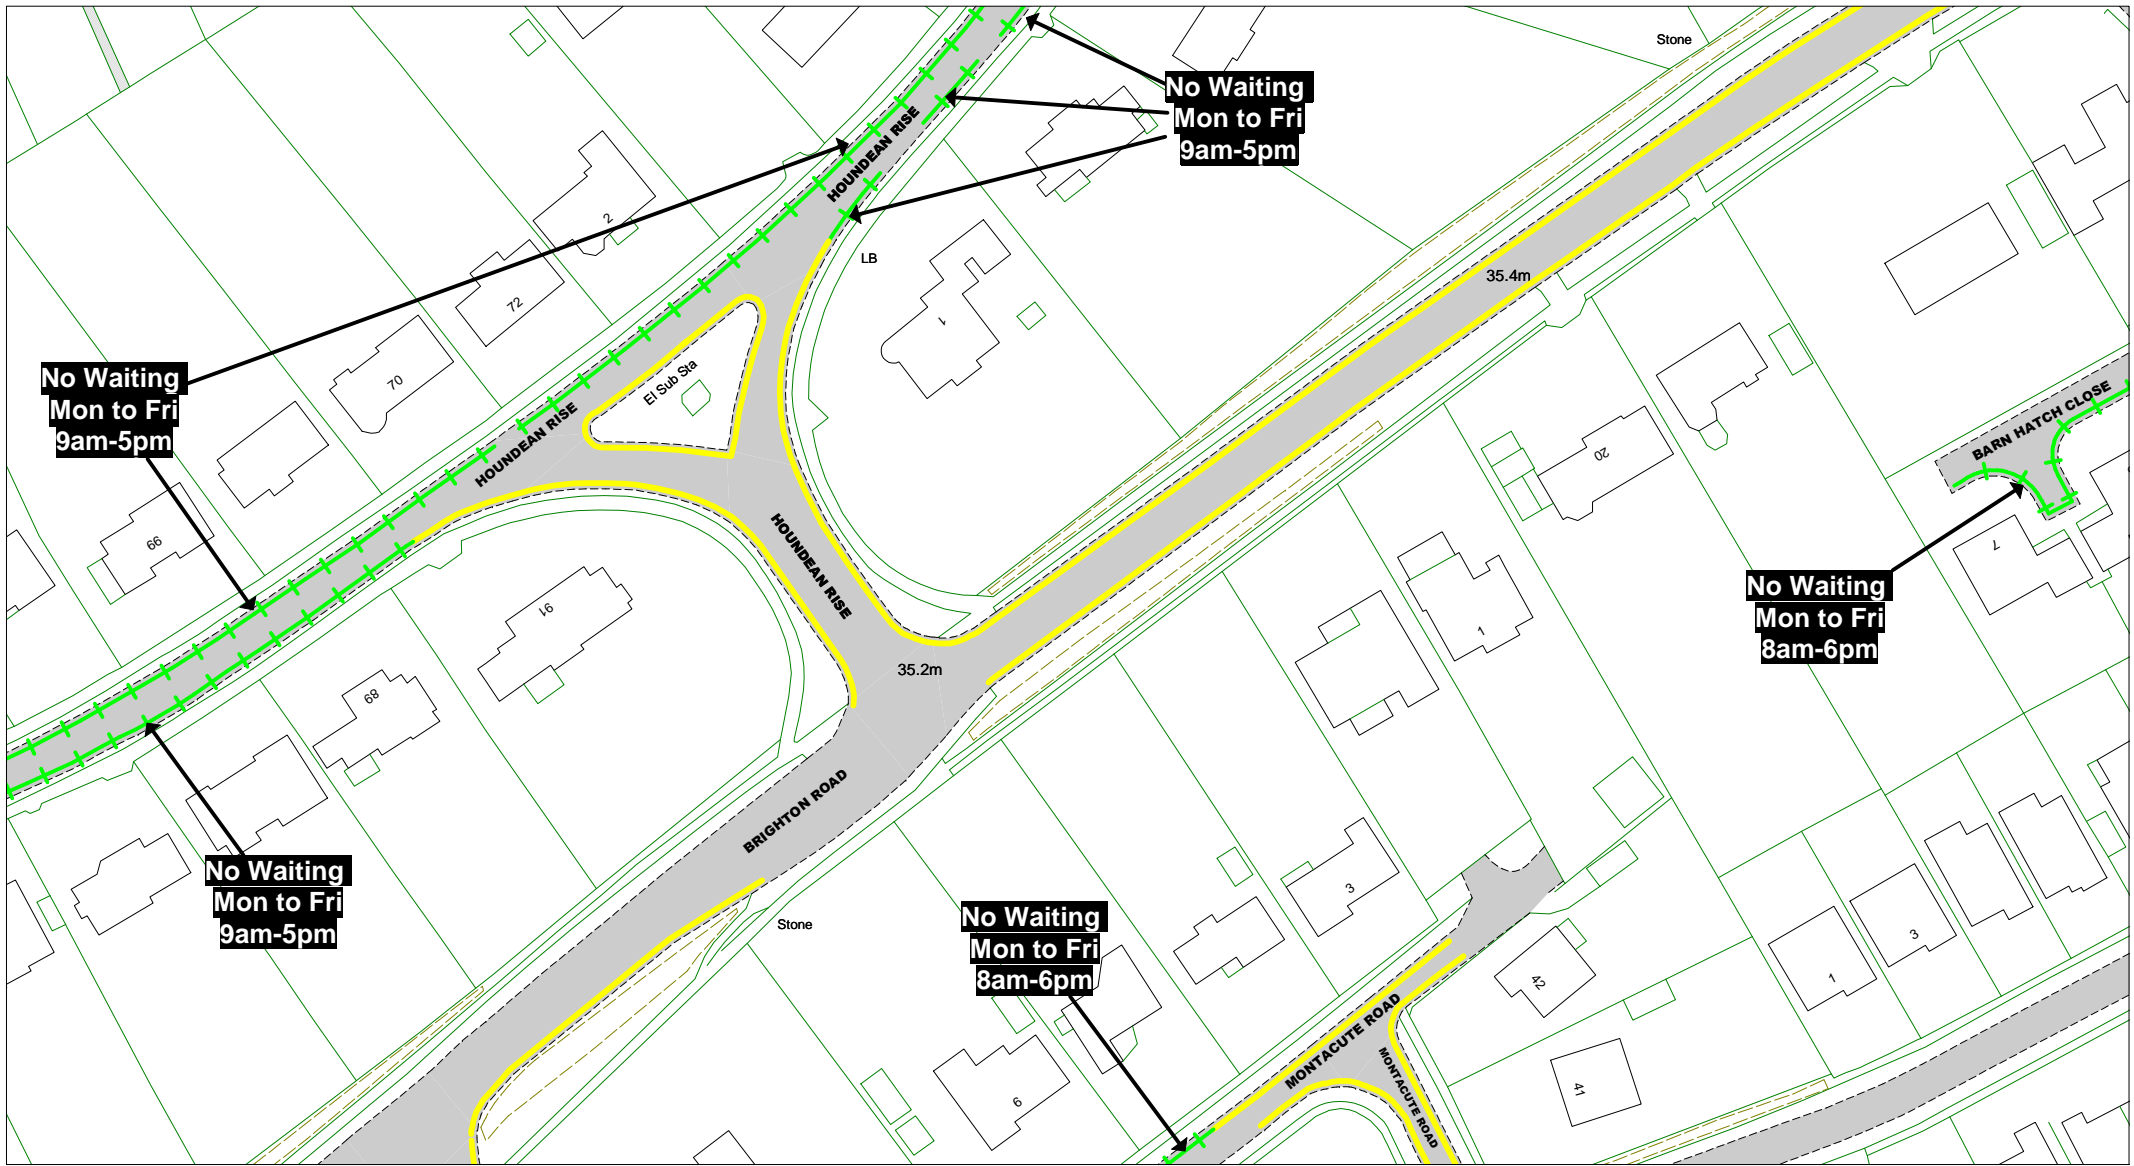 Stone
No Waiting
Mon to Fri
9am-5pm
HOUNDEAN RISE
2
LB
35.4m
72
1
No Waiting
Mon to Fri
9am-5pm
70
El Sub Sta
HOUNDEAN RISE
BARN HATCH CLOSE
20
66
HOUNDEAN RISE
7
No Waiting
Mon to Fri
8am-6pm
91
1
35.2m
89
BRIGHTON ROAD
No Waiting
Mon to Fri
9am-5pm
3
Stone
No Waiting
Mon to Fri
8am-6pm
3
1
42
MONTACUTE ROAD
MONTACUTE ROAD
41